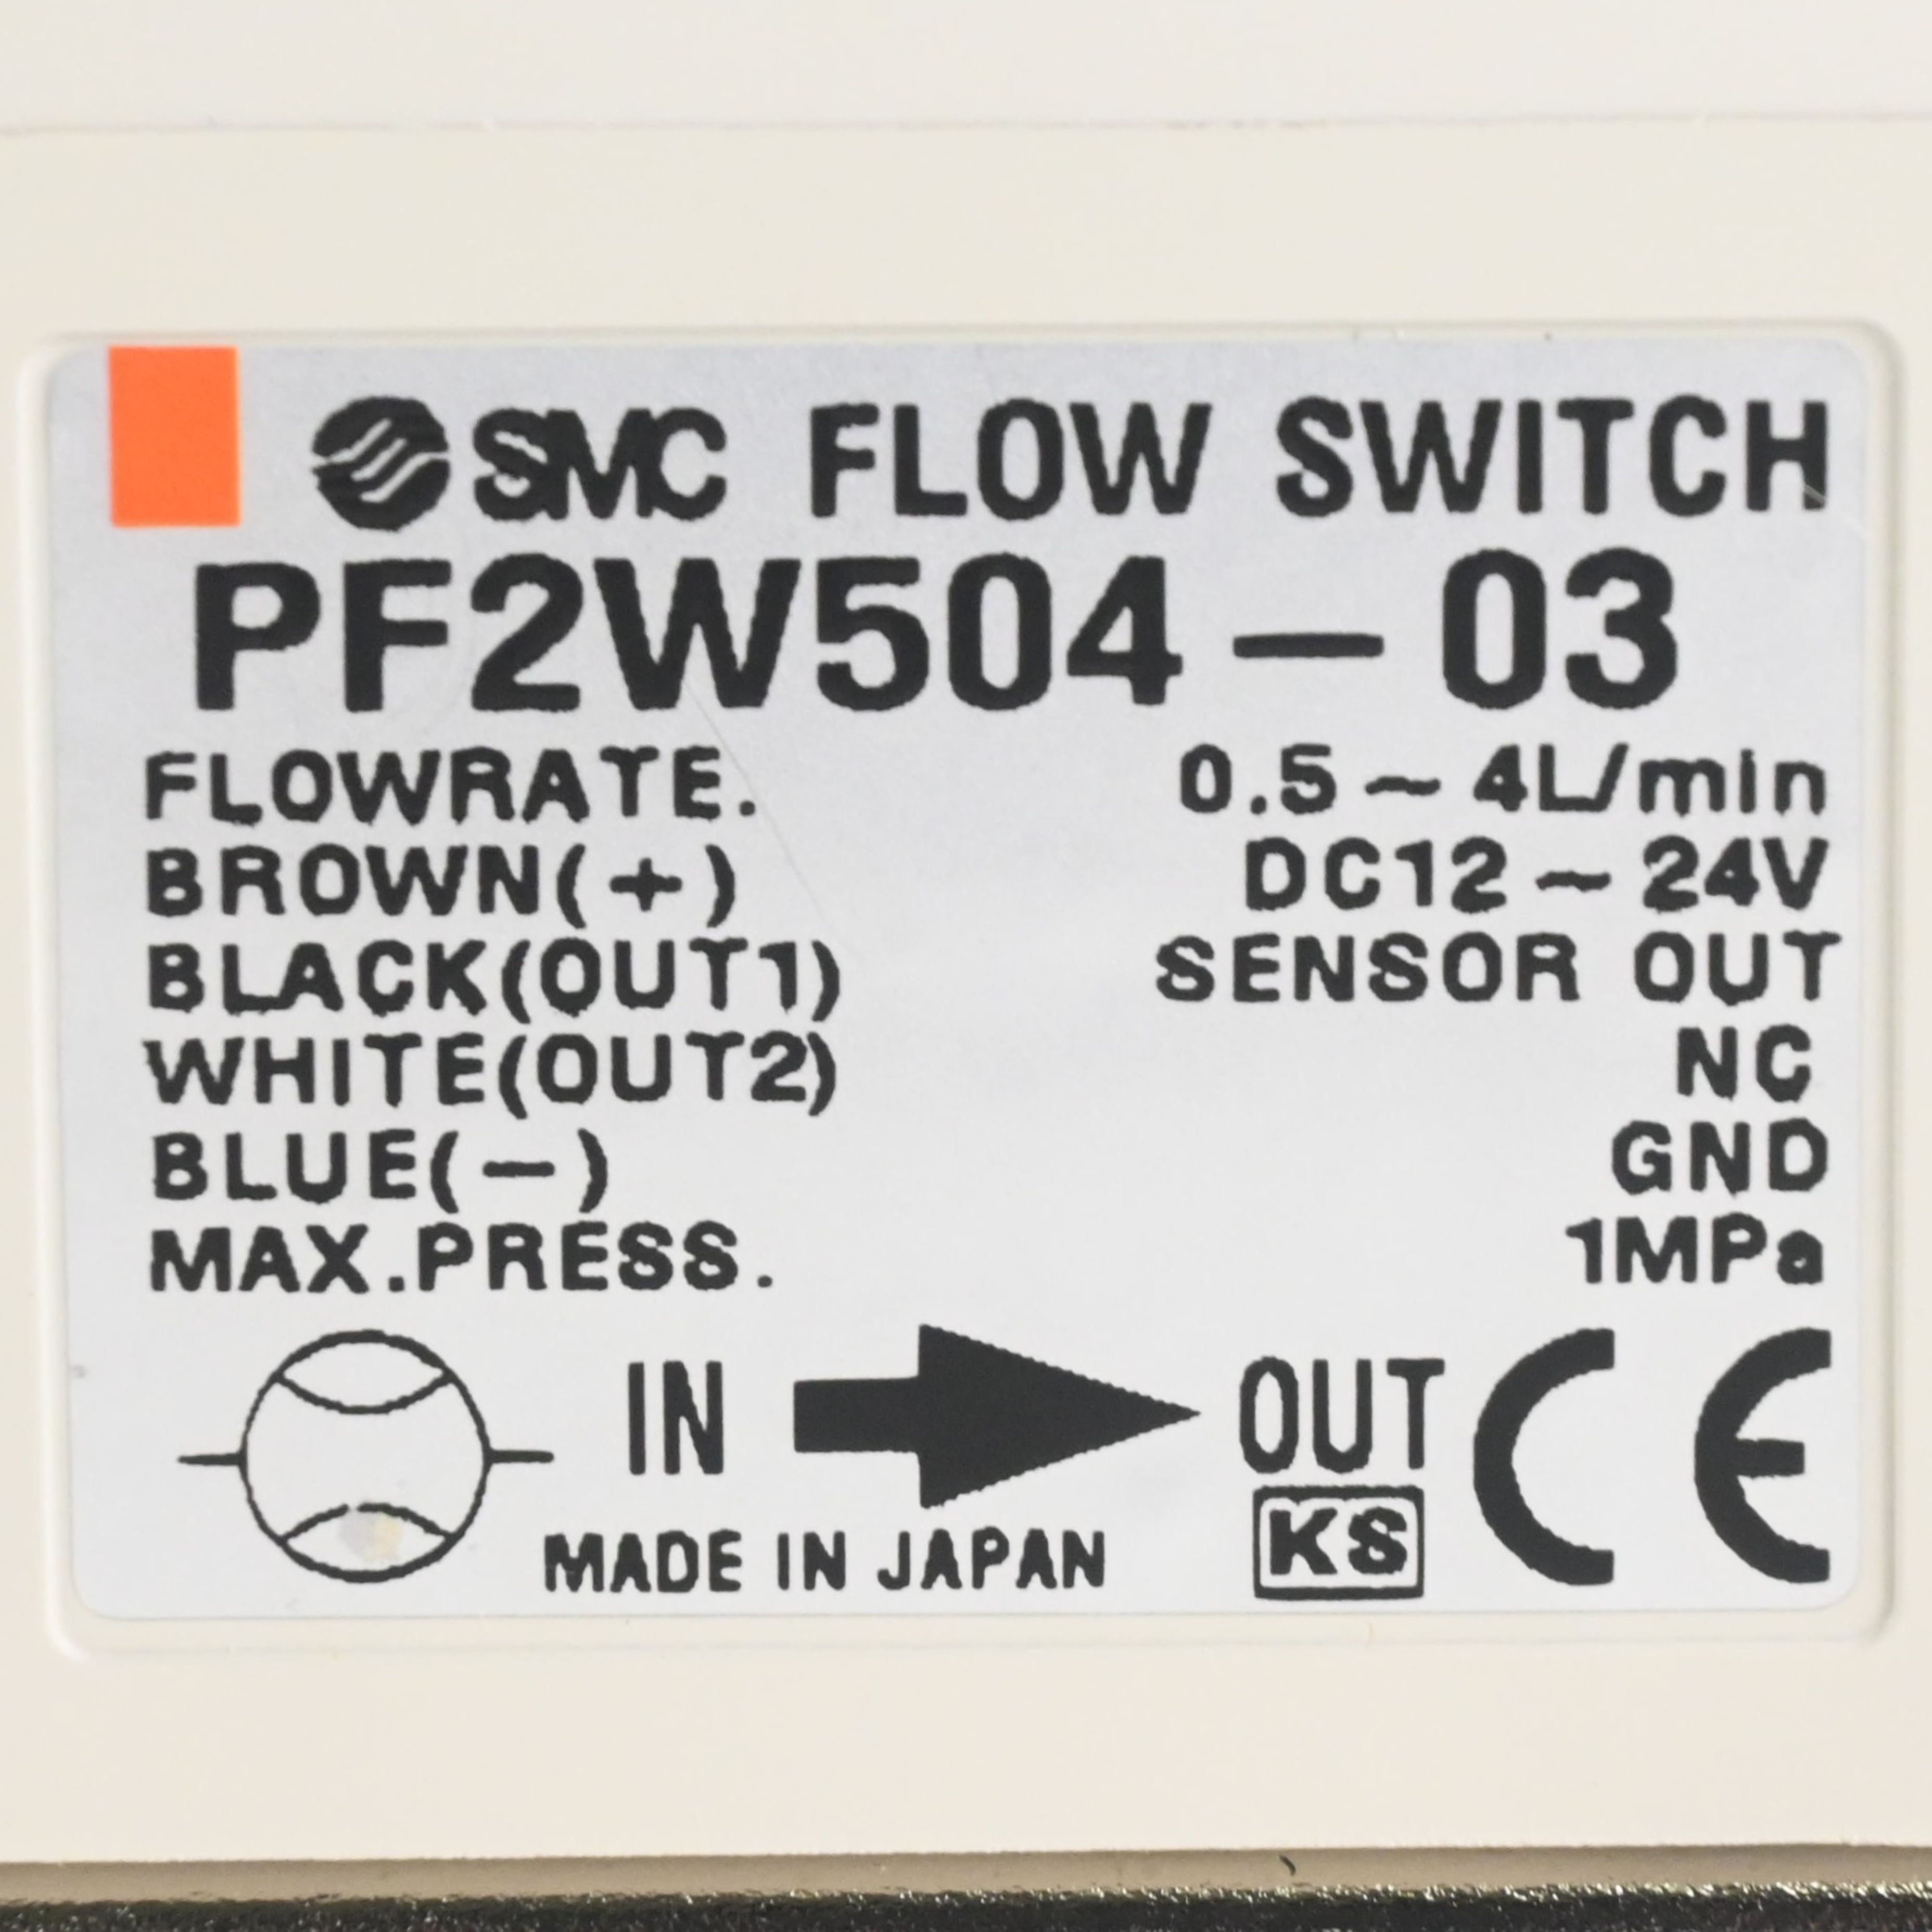 SMC FLOW SWITCH
PF2W504-03
FLOWRATE. 0.5~4L/min
BROWN(+) DC12~24V
BLACK(OUT1) SENSOR OUT
WHITE(OUT2) NC
BLUE(-) GND
MAX.PRESS. 1MPa
IN OUT CE
MADE IN JAPAN KS